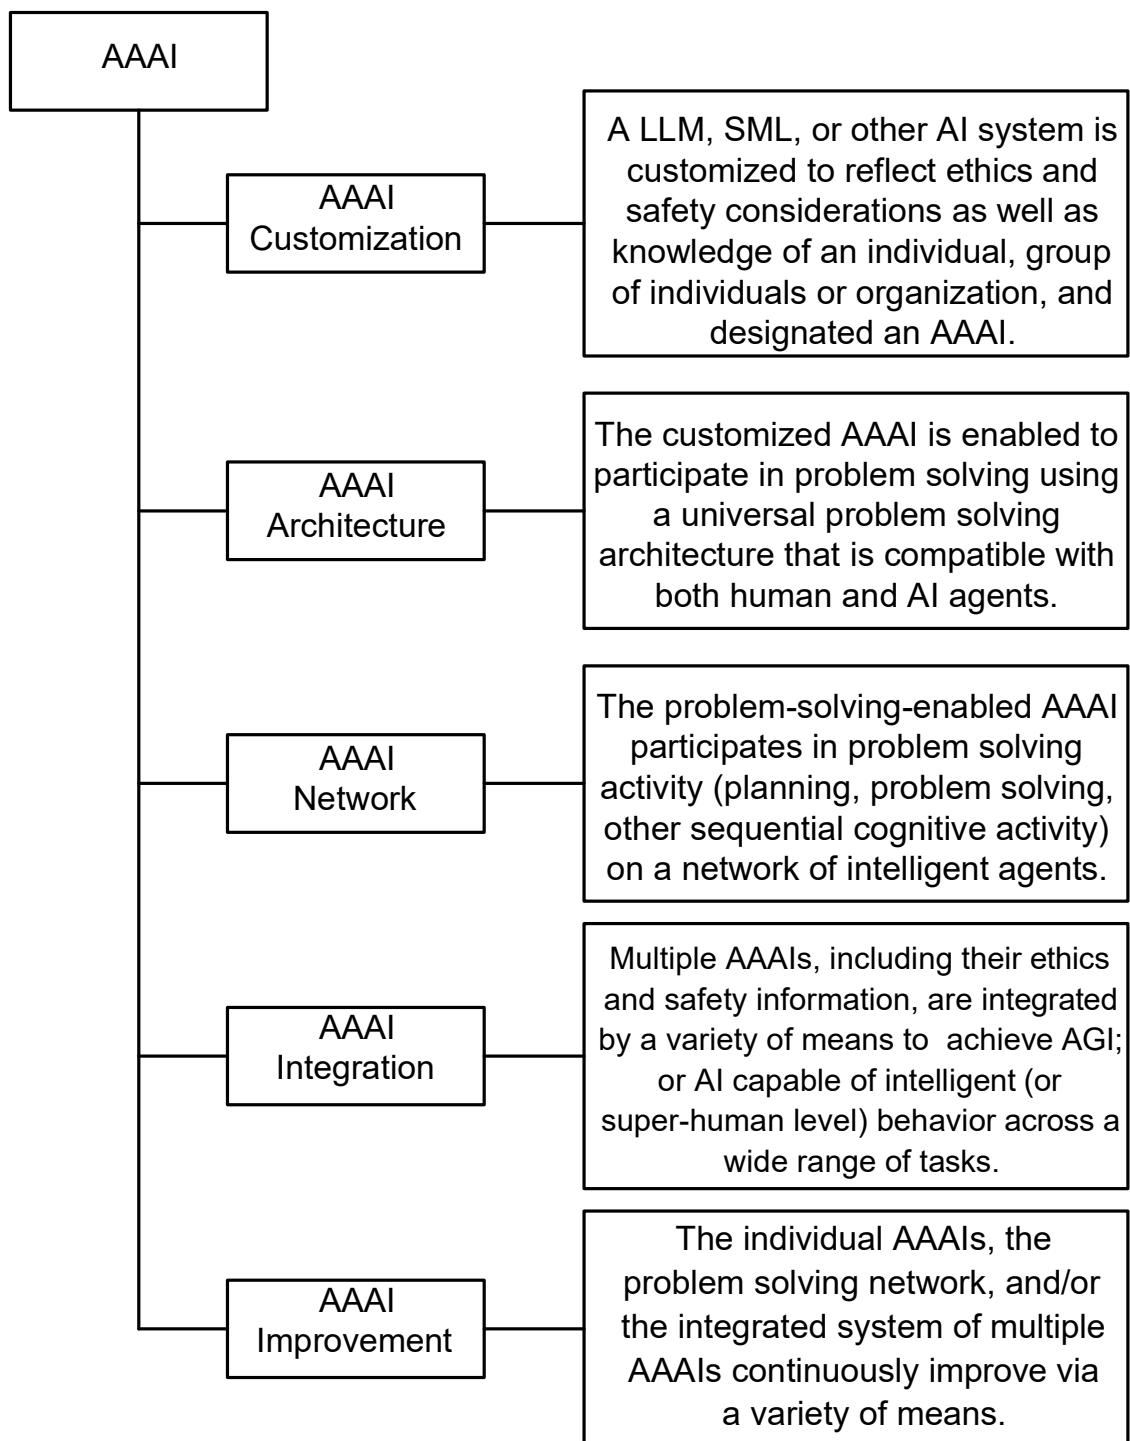 AAAI
AAAI
Customization
A LLM, SML, or other AI system is
customized to reflect ethics and
safety considerations as well as
knowledge of an individual, group
of individuals or organization, and
designated an AAAI.
AAAI
Architecture
The customized AAAI is enabled to
participate in problem solving using
a universal problem solving
architecture that is compatible with
both human and AI agents.
AAAI
Network
The problem-solving-enabled AAAI
participates in problem solving
activity (planning, problem solving,
other sequential cognitive activity)
on a network of intelligent agents.
AAAI
Integration
Multiple AAAIs, including their ethics
and safety information, are integrated
by a variety of means to  achieve AGI;
or AI capable of intelligent (or
super-human level) behavior across a
wide range of tasks.
AAAI
Improvement
The individual AAAIs, the
problem solving network, and/or
the integrated system of multiple
AAAIs continuously improve via
a variety of means.